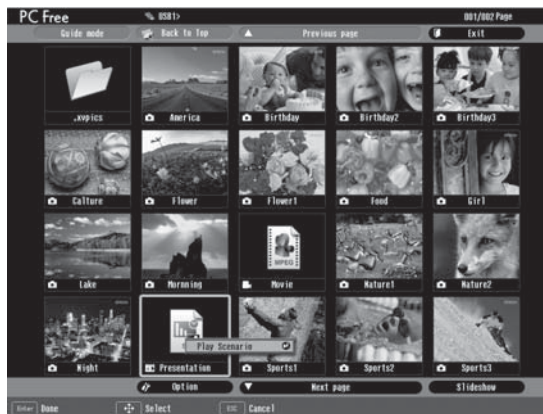 PC Free USB1> 001/002 Page
Guide mode Back to Top Previous page Exit
.xvpics America Birthday Birthday2 Birthday3
Calture Flower Flower1 Food Girl
Lake Mornning Movie Nature1 Nature2
MPEG
Play Scenario
Night Presentation Sports1 Sports2 Sports3
Option Next page Slideshow
Enter Done Select ESC Cancel